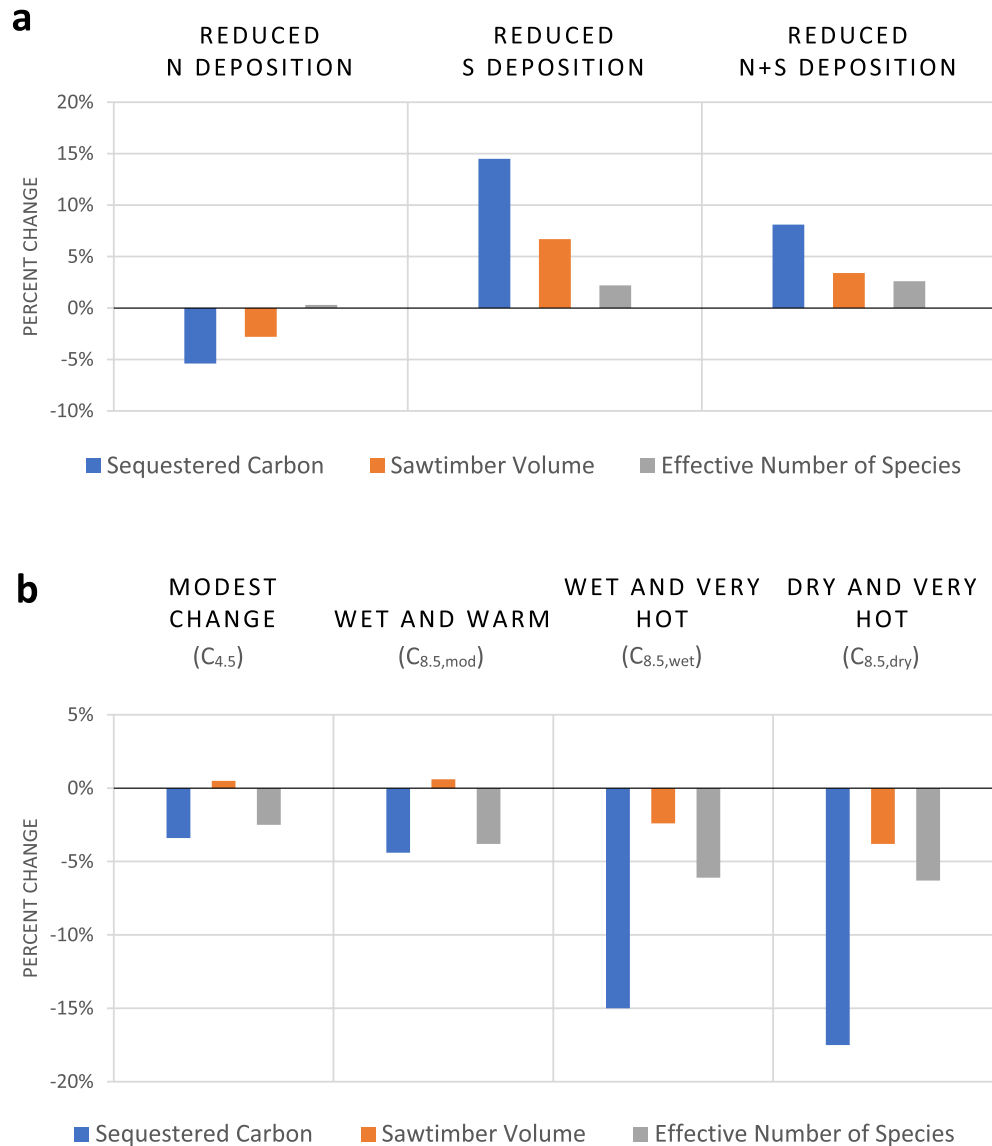 a
REDUCED
N DEPOSITION
REDUCED
S DEPOSITION
REDUCED
N+S DEPOSITION
PERCENT CHANGE
20%
15%
10%
5%
0%
-5%
-10%
Sequestered Carbon
Sawtimber Volume
Effective Number of Species
b
MODEST
CHANGE
(C4.5)
WET AND WARM
(C8.5,mod)
WET AND VERY
HOT
(C8.5,wet)
DRY AND VERY
HOT
(C8.5,dry)
PERCENT CHANGE
5%
0%
-5%
-10%
-15%
-20%
Sequestered Carbon
Sawtimber Volume
Effective Number of Species